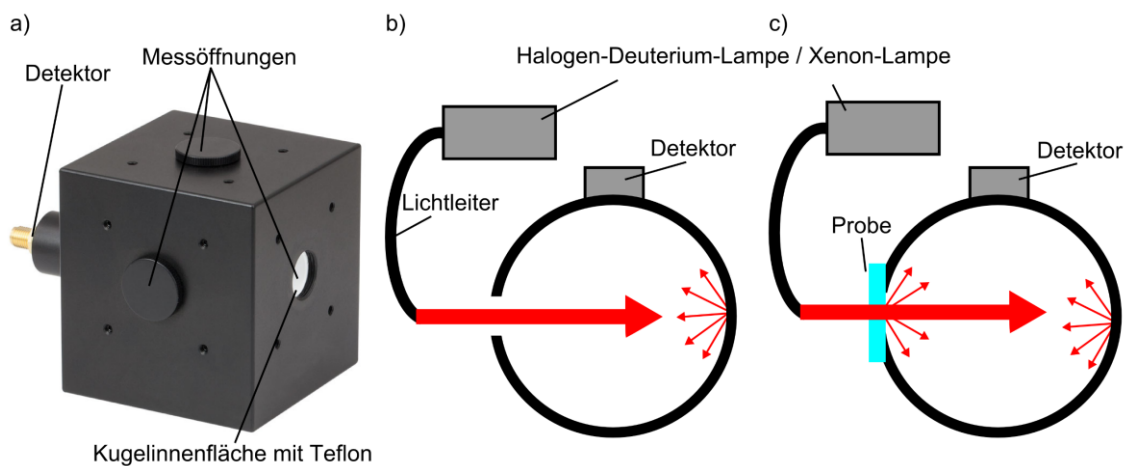 a)
Messöffnungen
Detektor
Kugelinnenfläche mit Teflon
b)
c)
Halogen-Deuterium-Lampe / Xenon-Lampe
Detektor
Lichtleiter
Detektor
Probe